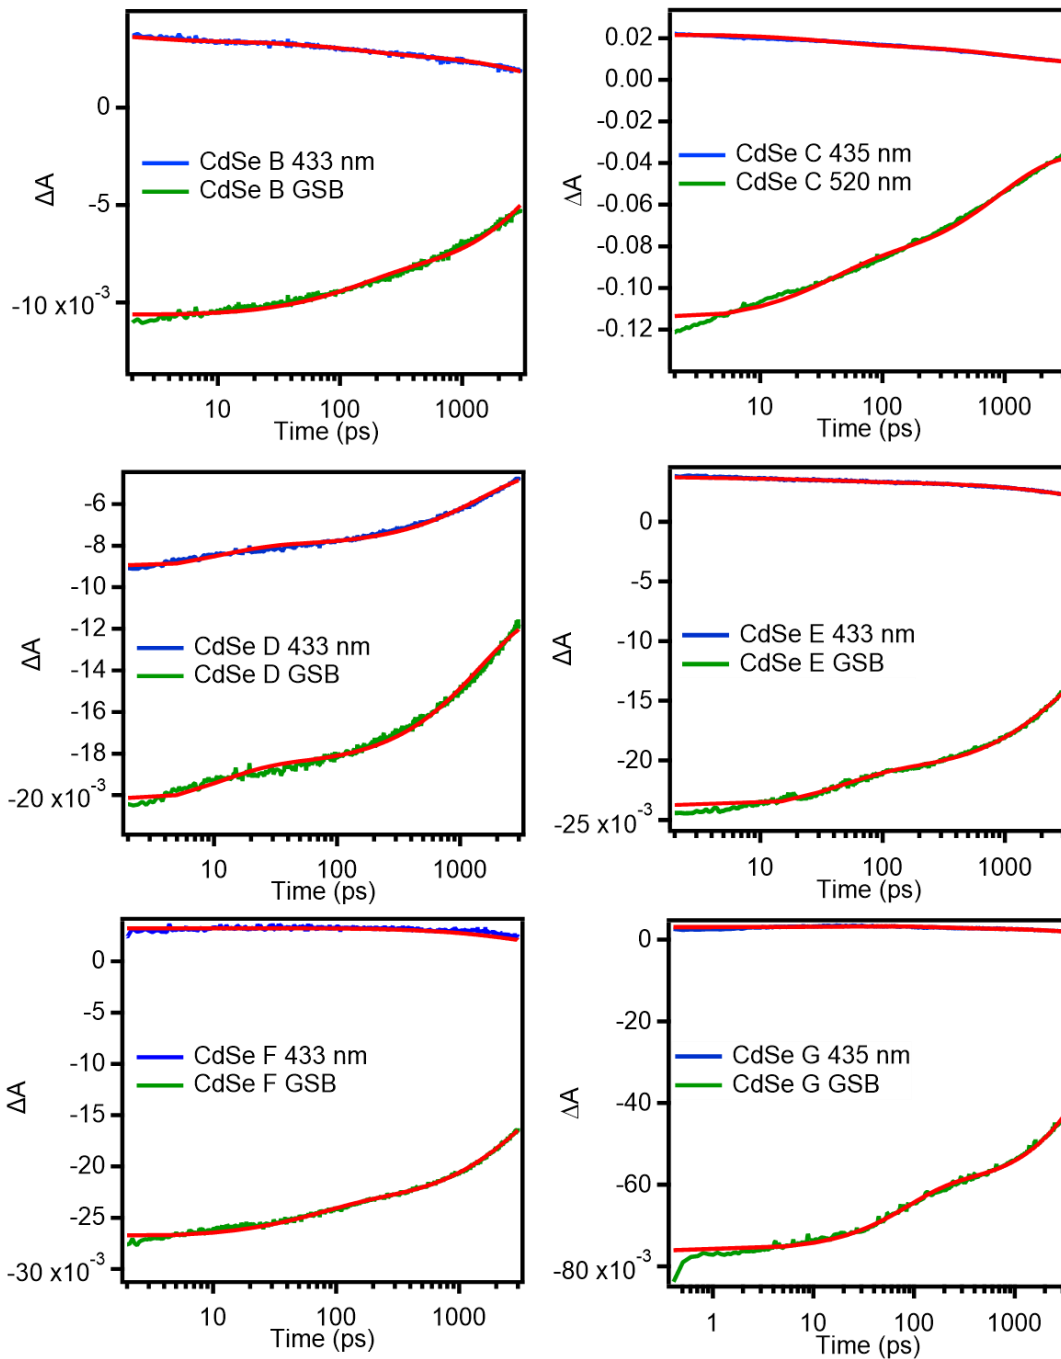 0
-5
-10 x10-3
ΔA
CdSe B 433 nm
CdSe B GSB
10 100 1000
Time (ps)
0.02
0.00
-0.02
-0.04
-0.06
-0.08
-0.10
-0.12
ΔA
CdSe C 435 nm
CdSe C 520 nm
10 100 1000
Time (ps)
-6
-8
-10
-12
-14
-16
-18
-20 x10-3
ΔA
CdSe D 433 nm
CdSe D GSB
10 100 1000
Time (ps)
0
-5
-10
-15
-20
-25 x10-3
ΔA
CdSe E 433 nm
CdSe E GSB
10 100 1000
Time (ps)
0
-5
-10
-15
-20
-25
-30 x10-3
ΔA
CdSe F 433 nm
CdSe F GSB
10 100 1000
Time (ps)
0
-20
-40
-60
-80 x10-3
ΔA
CdSe G 435 nm
CdSe G GSB
1 10 100 1000
Time (ps)